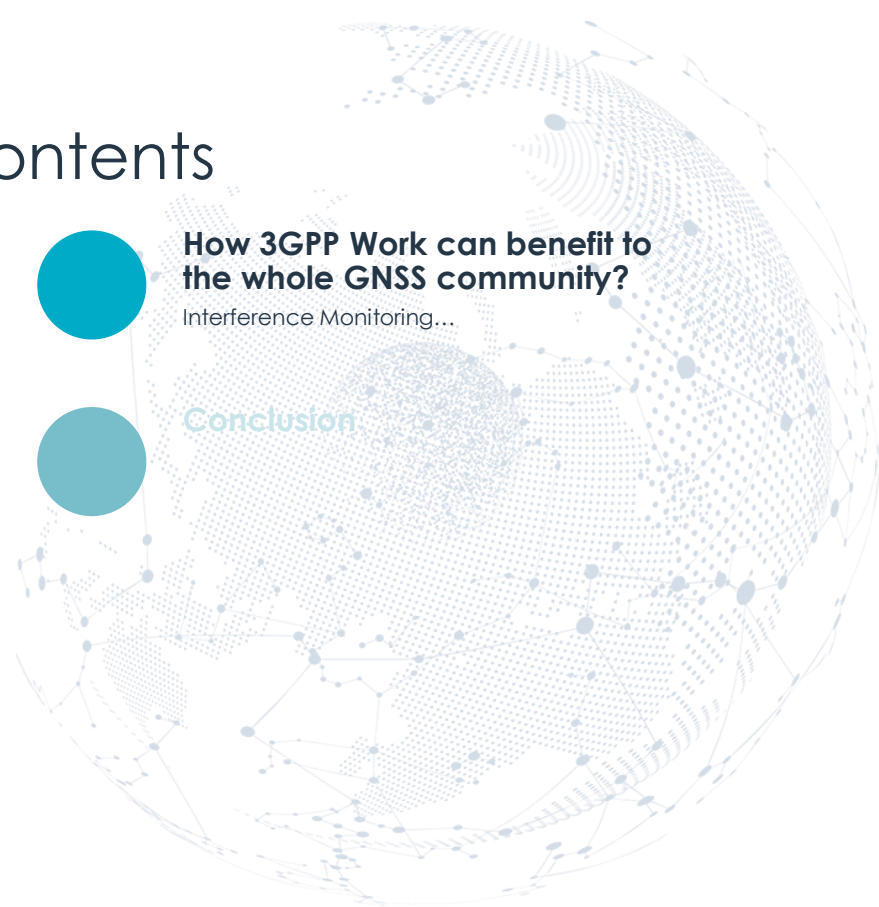 ontents
How 3GPP Work can benefit to
the whole GNSS community?
Interference Monitoring...
Conclusion